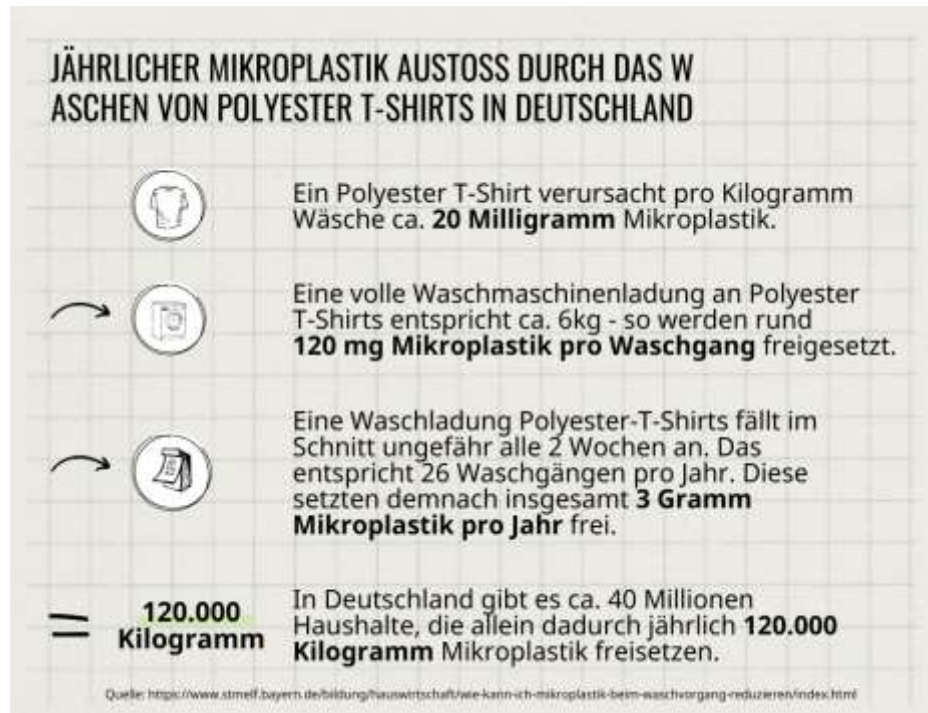 JÄHRLICHER MIKROPLASTIK AUSTOSS DURCH DAS W
ASCHEN VON POLYESTER T-SHIRTS IN DEUTSCHLAND
Ein Polyester T-Shirt verursacht pro Kilogramm
Wäsche ca. 20 Milligramm Mikroplastik.
Eine volle Waschmaschinenladung an Polyester
T-Shirts entspricht ca. 6kg - so werden rund
120 mg Mikroplastik pro Waschgang freigesetzt.
Eine Waschladung Polyester-T-Shirts fällt im
Schnitt ungefähr alle 2 Wochen an. Das
entspricht 26 Waschgängen pro Jahr. Diese
setzten demnach insgesamt 3 Gramm
Mikroplastik pro Jahr frei.
120.000
Kilogramm
In Deutschland gibt es ca. 40 Millionen
Haushalte, die allein dadurch jährlich 120.000
Kilogramm Mikroplastik freisetzen.
Quelle: https://www.stmelf.bayern.de/bildung/hauswirtschaft/wie-kann-ich-mikroplastik-beim-waschvorgang-reduzieren/index.html